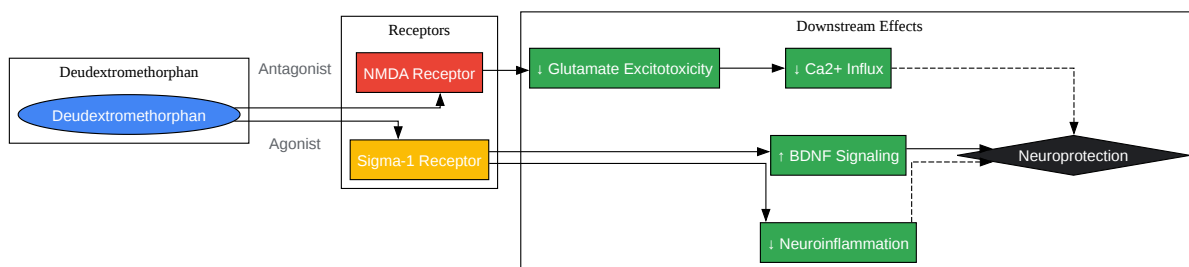 Deudextromethorphan
Deudextromethorphan
Antagonist
Agonist
Receptors
NMDA Receptor
Sigma-1 Receptor
Downstream Effects
↓ Glutamate Excitotoxicity
↓ Ca2+ Influx
↑ BDNF Signaling
↓ Neuroinflammation
Neuroprotection